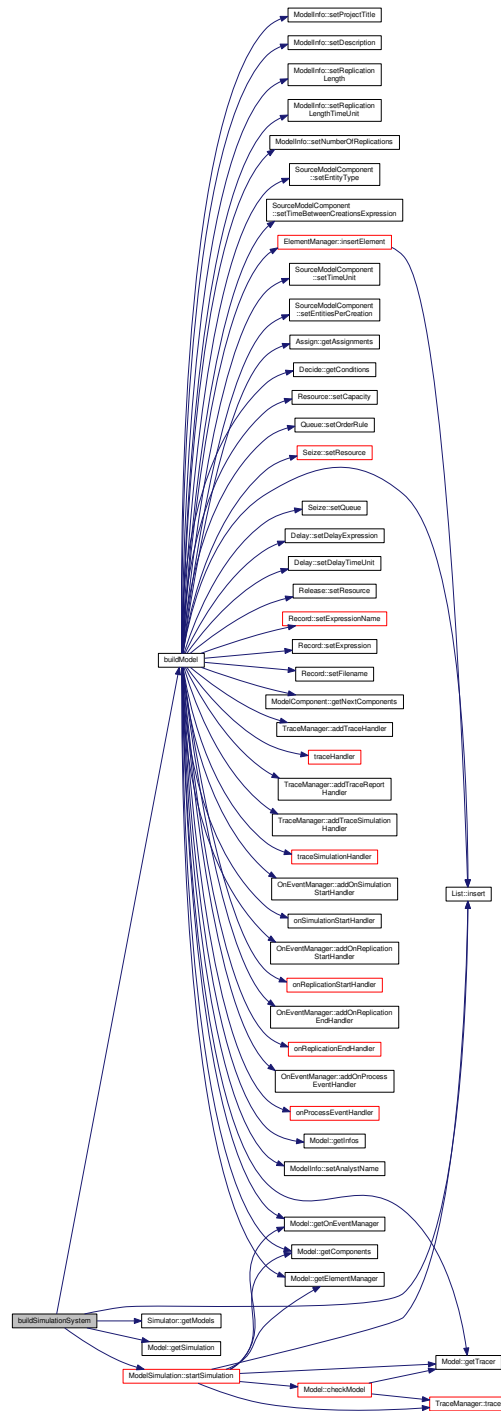 ModelInfo::setProjectTitle
ModelInfo::setDescription
ModelInfo::setReplication
Length
ModelInfo::setReplication
LengthTimeUnit
ModelInfo::setNumberOfReplications
SourceModelComponent
::setEntityType
SourceModelComponent
::setTimeBetweenCreationsExpression
ElementManager::insertElement
SourceModelComponent
::setTimeUnit
SourceModelComponent
::setEntitiesPerCreation
Assign::getAssignments
Decide::getConditions
Resource::setCapacity
Queue::setOrderRule
Seize::setResource
Seize::setQueue
Delay::setDelayExpression
Delay::setDelayTimeUnit
Release::setResource
Record::setExpressionName
Record::setExpression
buildModel
Record::setFilename
ModelComponent::getNextComponents
TraceManager::addTraceHandler
traceHandler
TraceManager::addTraceReport
Handler
TraceManager::addTraceSimulation
Handler
traceSimulationHandler
OnEventManager::addOnSimulation
StartHandler
List::insert
onSimulationStartHandler
OnEventManager::addOnReplication
StartHandler
onReplicationStartHandler
OnEventManager::addOnReplication
EndHandler
onReplicationEndHandler
OnEventManager::addOnProcess
EventHandler
onProcessEventHandler
Model::getInfos
ModelInfo::setAnalystName
Model::getOnEventManager
Model::getComponents
Model::getElementManager
buildSimulationSystem
Simulator::getModels
Model::getSimulation
Model::getTracer
ModelSimulation::startSimulation
Model::checkModel
TraceManager::trace